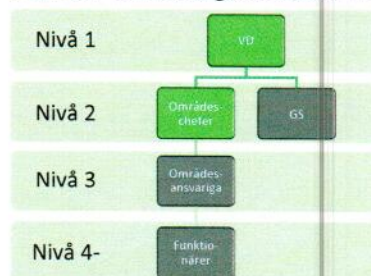 Nivå 1
VD
Nivå 2
Områdes-
chefer
GS
Nivå 3
Områdes-
ansvariga
Nivå 4-
Funktio-
närer